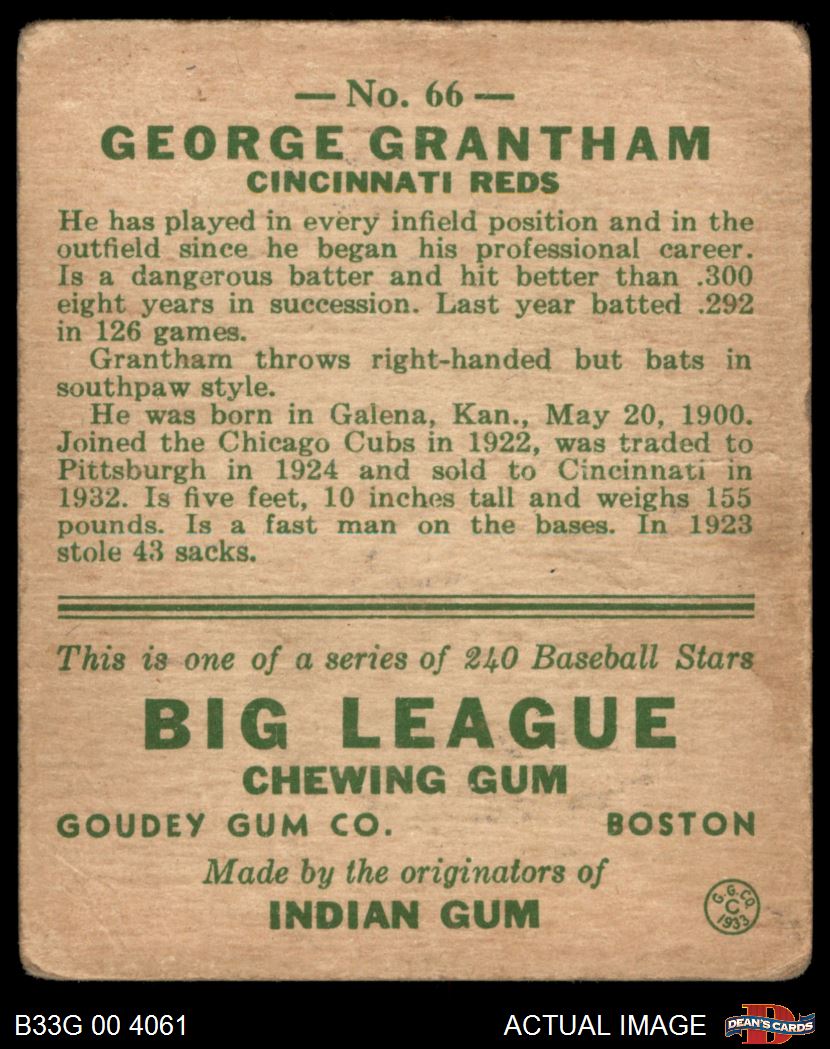 — No. 66 —
GEORGE GRANTHAM
CINCINNATI REDS
He has played in every infield position and in the
outfield since he began his professional career.
Is a dangerous batter and hit better than .300
eight years in succession. Last year batted .292
in 126 games.
Grantham throws right-handed but bats in
southpaw style.
He was born in Galena, Kan., May 20, 1900.
Joined the Chicago Cubs in 1922, was traded to
Pittsburgh in 1924 and sold to Cincinnati in
1932. Is five feet, 10 inches tall and weighs 155
pounds. Is a fast man on the bases. In 1923
stole 43 sacks.
This is one of a series of 240 Baseball Stars
BIG LEAGUE
CHEWING GUM
GOUDEY GUM CO. BOSTON
Made by the originators of
INDIAN GUM
G.G.CO.
C
1933
B33G 00 4061 ACTUAL IMAGE D DEAN'S CARDS